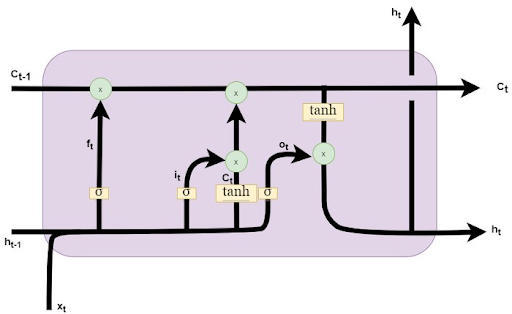 ht
Ct-1
x
x
Ct
tanh
ft
ot
x
it
x
Ct
σ
σ
tanh
σ
ht-1
ht
xt